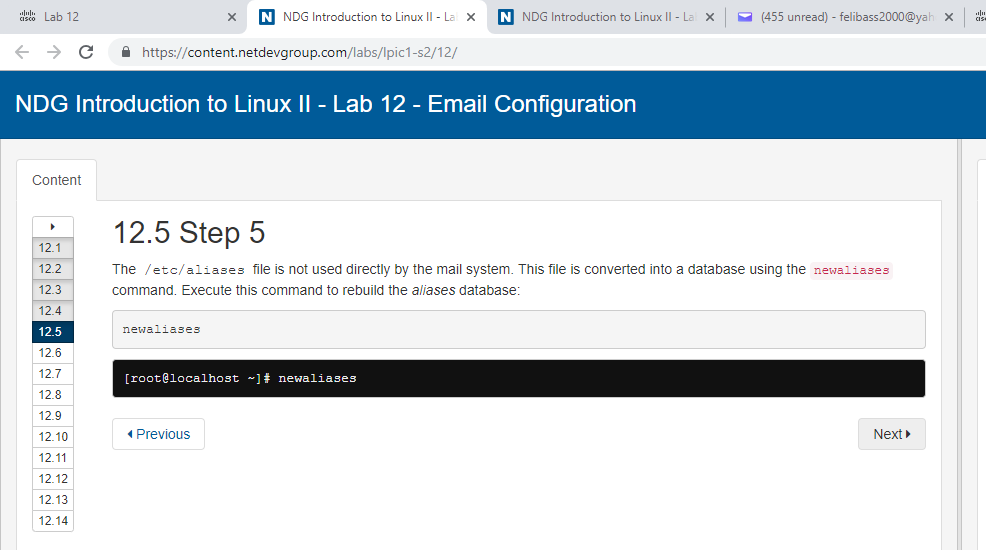 Lab 12
NDG Introduction to Linux II - La
NDG Introduction to Linux II - La
(455 unread) - felibass2000@yah
https://content.netdevgroup.com/labs/lpic1-s2/12/
NDG Introduction to Linux II - Lab 12 - Email Configuration
Content
12.1
12.2
12.3
12.4
12.5
12.6
12.7
12.8
12.9
12.10
12.11
12.12
12.13
12.14
12.5 Step 5
The /etc/aliases file is not used directly by the mail system. This file is converted into a database using the newaliases
command. Execute this command to rebuild the aliases database:
newaliases
[root@localhost ~]# newaliases
Previous
Next